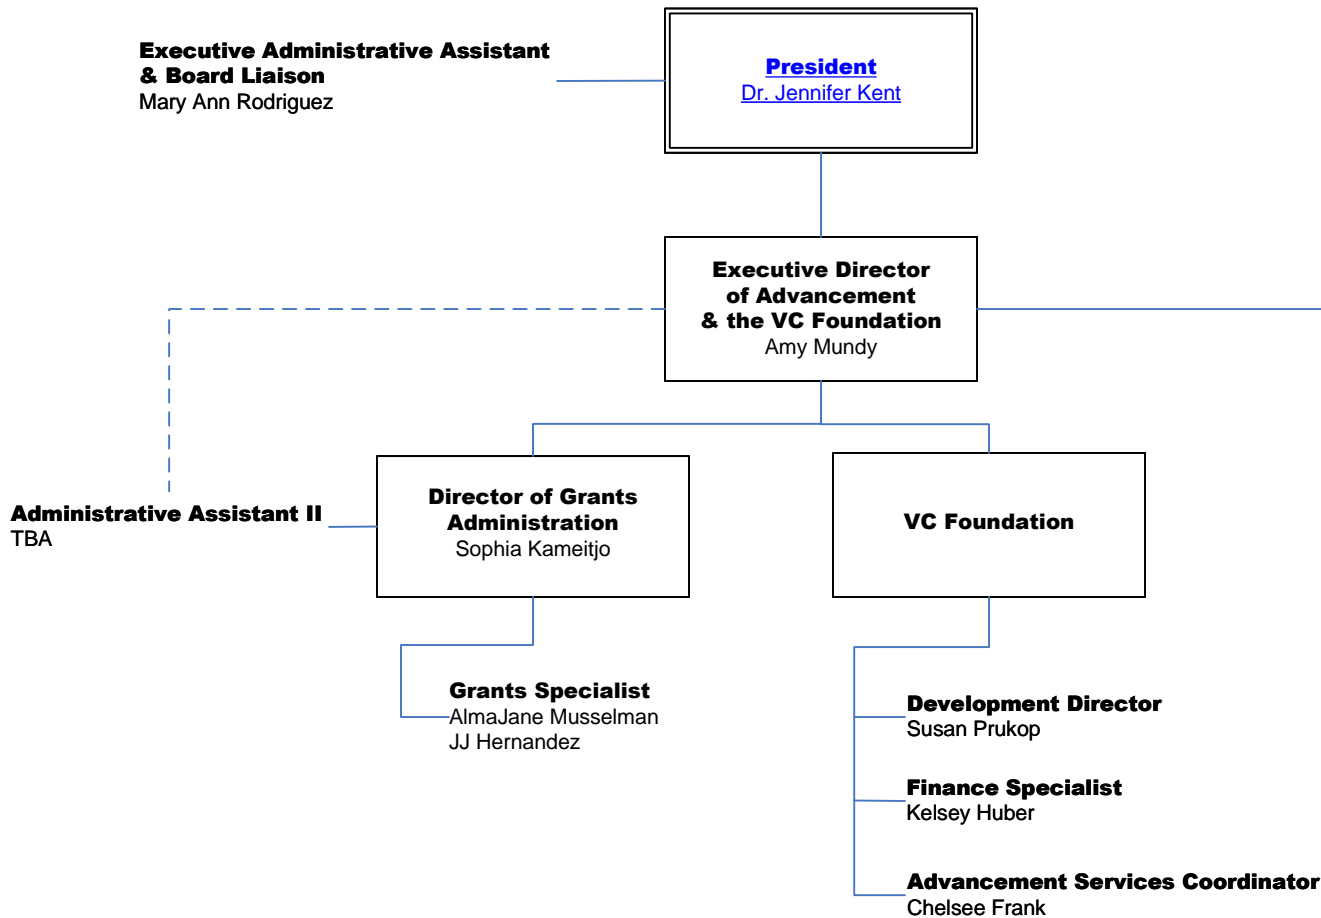 Executive Administrative Assistant
& Board Liaison
Mary Ann Rodriguez
President
Dr. Jennifer Kent
Executive Director
of Advancement
& the VC Foundation
Amy Mundy
Administrative Assistant II
TBA
Director of Grants
Administration
Sophia Kameitjo
VC Foundation
Grants Specialist
AlmaJane Musselman
JJ Hernandez
Development Director
Susan Prukop
Finance Specialist
Kelsey Huber
Advancement Services Coordinator
Chelsee Frank